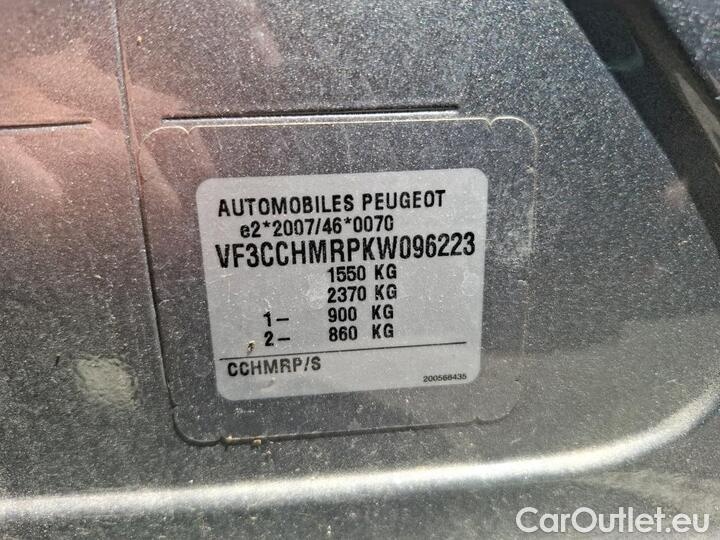 AUTOMOBILES PEUGEOT
e2*2007/46*0070
VF3CCHMRPKW096223
1550 KG
2370 KG
1- 900 KG
2- 860 KG
CCHMRP/S
200568435
CarOutlet.eu